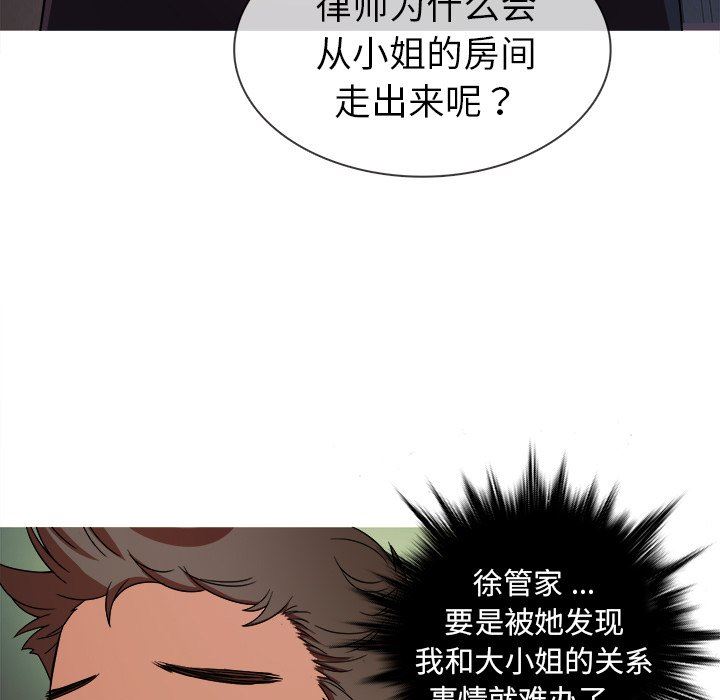 律师为什么会
从小姐的房间
走出来呢？
徐管家...
要是被她发现
我和大小姐的关系
事情就难办了